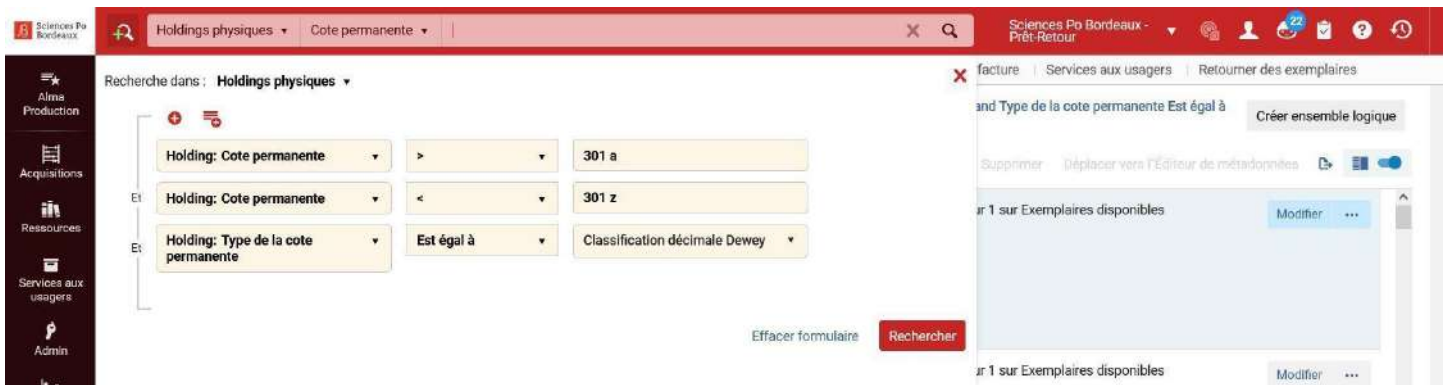 Sciences Po
Bordeaux
Holdings physiques
Cote permanente
Sciences Po Bordeaux -
Prêt-Retour
22
Alma
Production
Acquisitions
Ressources
Services aux
usagers
Admin
Recherche dans : Holdings physiques
Holding: Cote permanente > 301 a
Et
Holding: Cote permanente < 301 z
Et
Holding: Type de la cote
permanente
Est égal à
Classification décimale Dewey
Effacer formulaire
Rechercher
facture | Services aux usagers | Retourner des exemplaires
and Type de la cote permanente Est égal à
Créer ensemble logique
Supprimer
Déplacer vers l'Éditeur de métadonnées
ur 1 sur Exemplaires disponibles
Modifier
ur 1 sur Exemplaires disponibles
Modifier